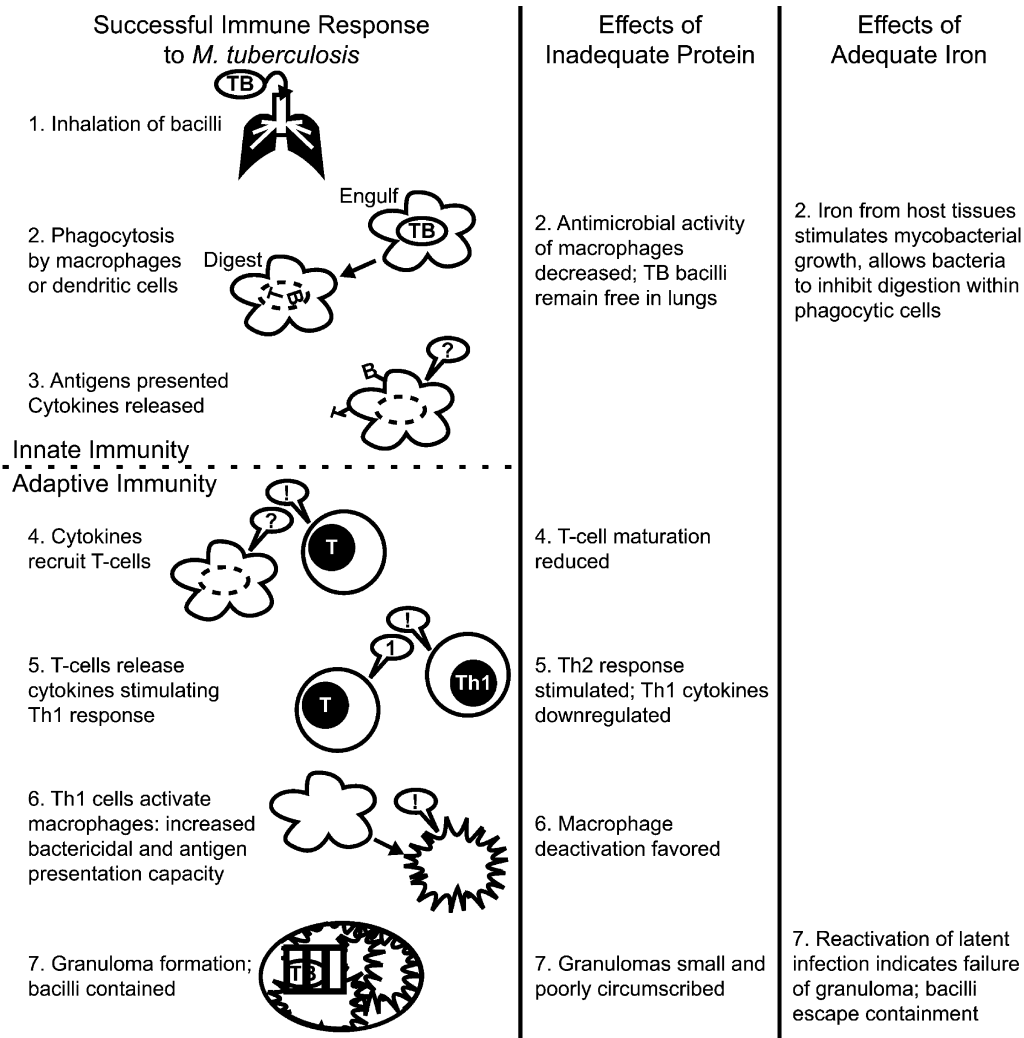 Successful Immune Response
to M. tuberculosis
Effects of
Inadequate Protein
Effects of
Adequate Iron
TB
1. Inhalation of bacilli
Engulf
TB
2. Phagocytosis
by macrophages
or dendritic cells
Digest
T B
2. Antimicrobial activity
of macrophages
decreased; TB bacilli
remain free in lungs
2. Iron from host tissues
stimulates mycobacterial
growth, allows bacteria
to inhibit digestion within
phagocytic cells
?
B
T
3. Antigens presented
Cytokines released
Innate Immunity
Adaptive Immunity
!
?
T
4. Cytokines
recruit T-cells
4. T-cell maturation
reduced
!
1
T
Th1
5. T-cells release
cytokines stimulating
Th1 response
5. Th2 response
stimulated; Th1 cytokines
downregulated
!
6. Th1 cells activate
macrophages: increased
bactericidal and antigen
presentation capacity
6. Macrophage
deactivation favored
TB
7. Granuloma formation;
bacilli contained
7. Granulomas small and
poorly circumscribed
7. Reactivation of latent
infection indicates failure
of granuloma; bacilli
escape containment